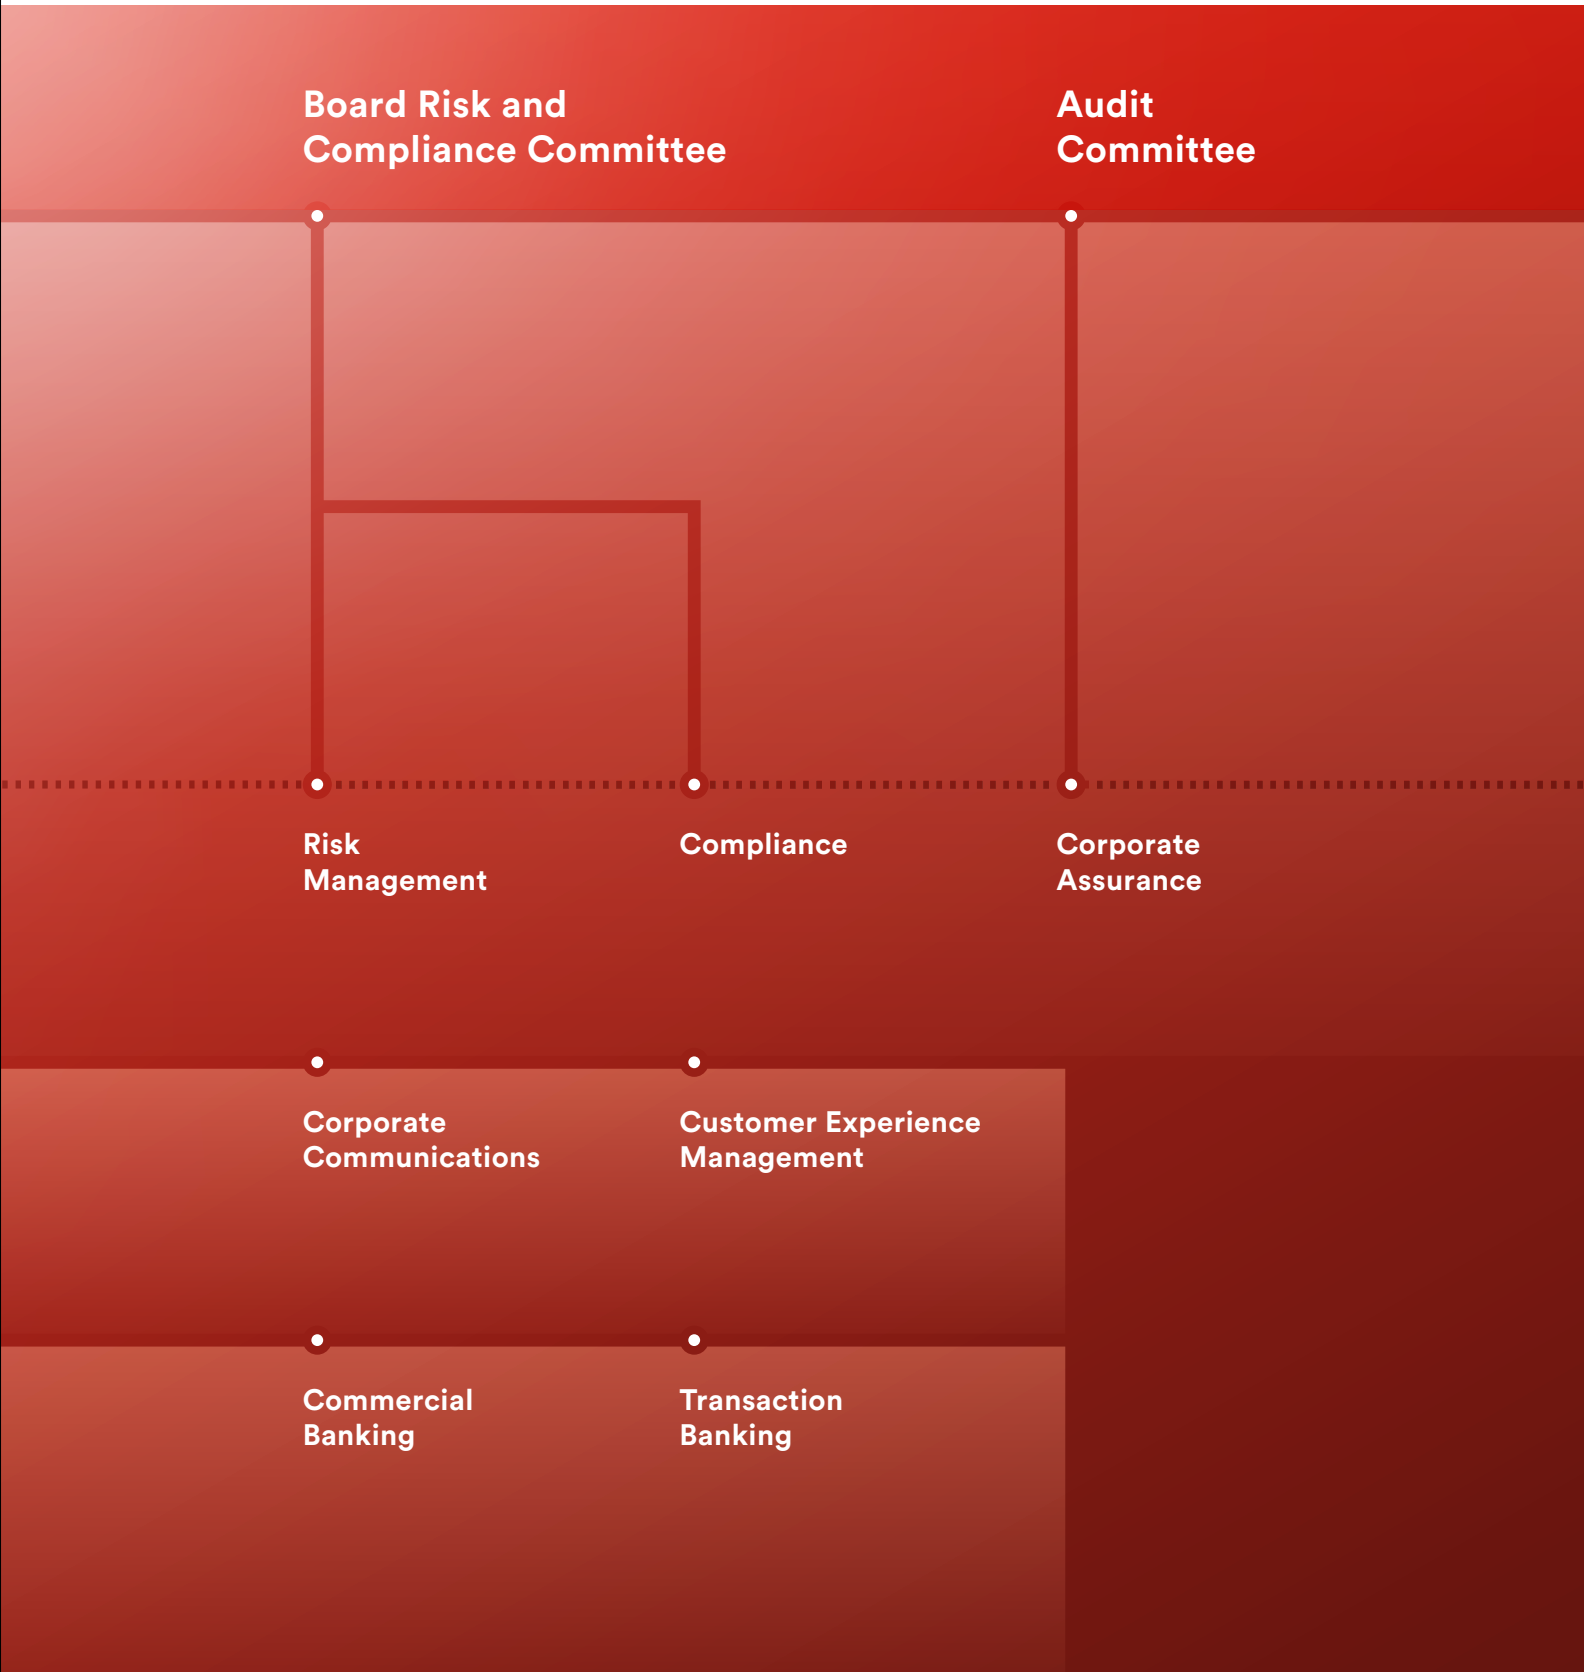 Board Risk and
Compliance Committee
Audit
Committee
Risk
Management
Compliance
Corporate
Assurance
Corporate
Communications
Customer Experience
Management
Commercial
Banking
Transaction
Banking